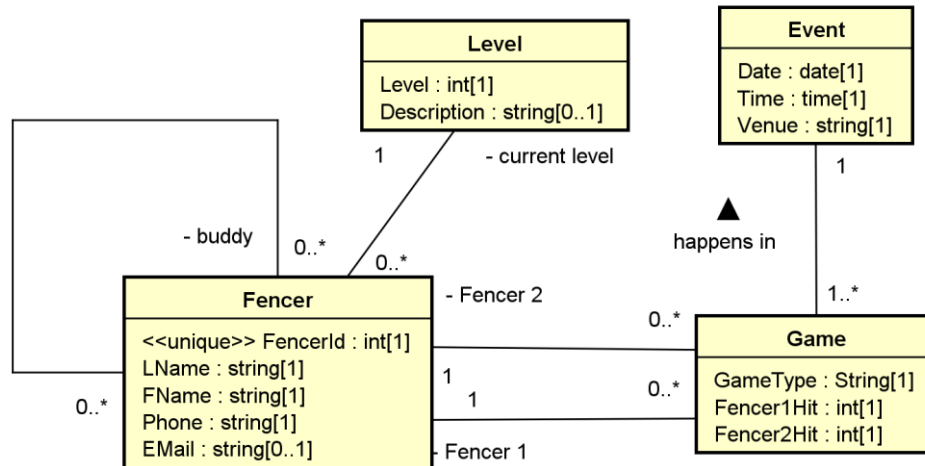 Level
Level : int[1]
Description : string[0..1]
Event
Date : date[1]
Time : time[1]
Venue : string[1]
1
- current level
1
happens in
- buddy
0..*
0..*
1..*
Fencer
<<unique>> FencerId : int[1]
LName : string[1]
FName : string[1]
Phone : string[1]
EMail : string[0..1]
0..*
- Fencer 2
0..*
1
1
0..*
- Fencer 1
Game
GameType : String[1]
Fencer1Hit : int[1]
Fencer2Hit : int[1]